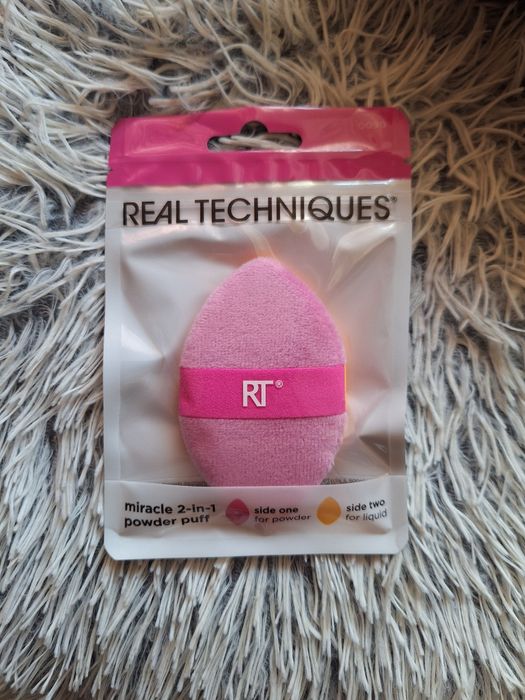 REAL TECHNIQUES®
RT®
miracle 2-in-1
powder puff
side one
for powder
side two
for liquid